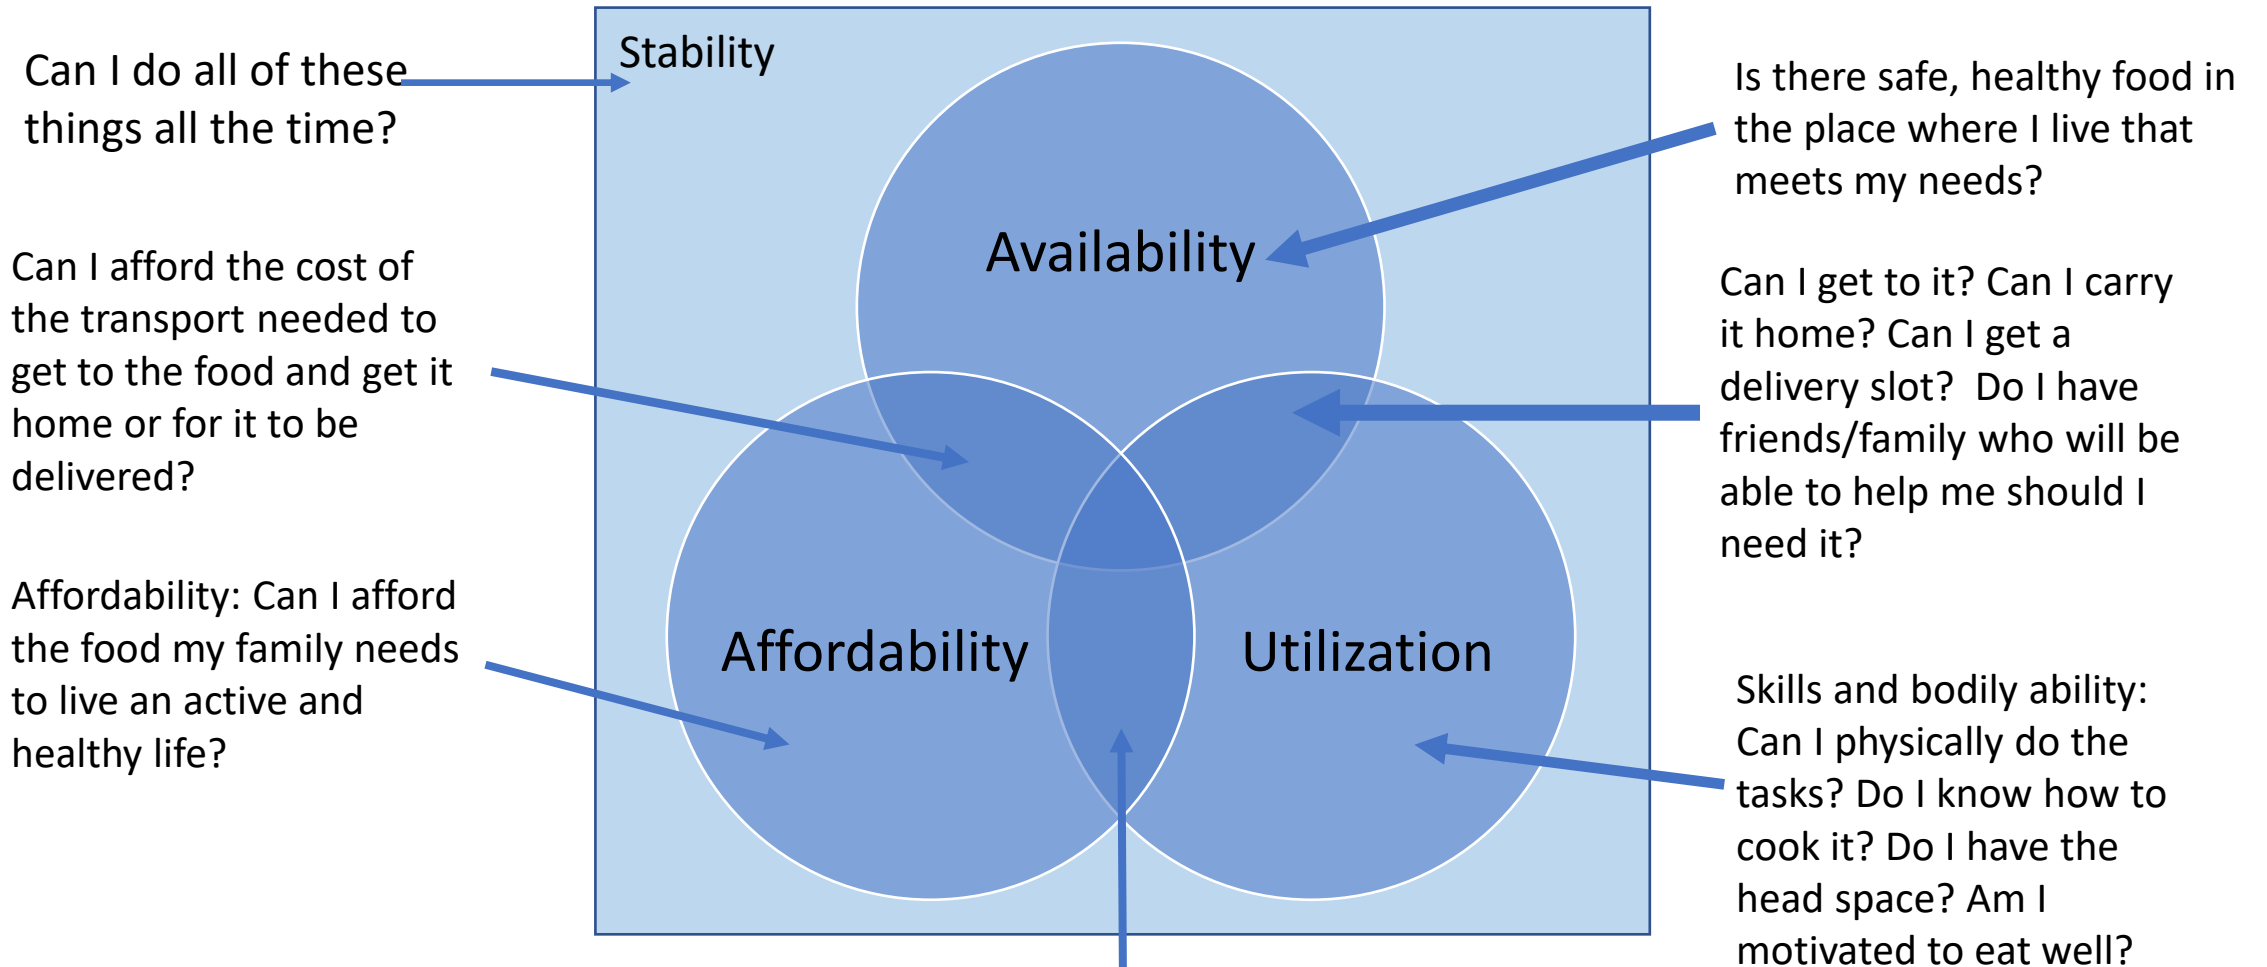 Can I do all of these
things all the time?
Can I afford the cost of
the transport needed to
get to the food and get it
home or for it to be
delivered?
Affordability: Can I afford
the food my family needs
to live an active and
healthy life?
Stability
Availability
Affordability
Utilization
Is there safe, healthy food in
the place where I live that
meets my needs?
Can I get to it? Can I carry
it home? Can I get a
delivery slot?  Do I have
friends/family who will be
able to help me should I
need it?
Skills and bodily ability:
Can I physically do the
tasks? Do I know how to
cook it? Do I have the
head space? Am I
motivated to eat well?